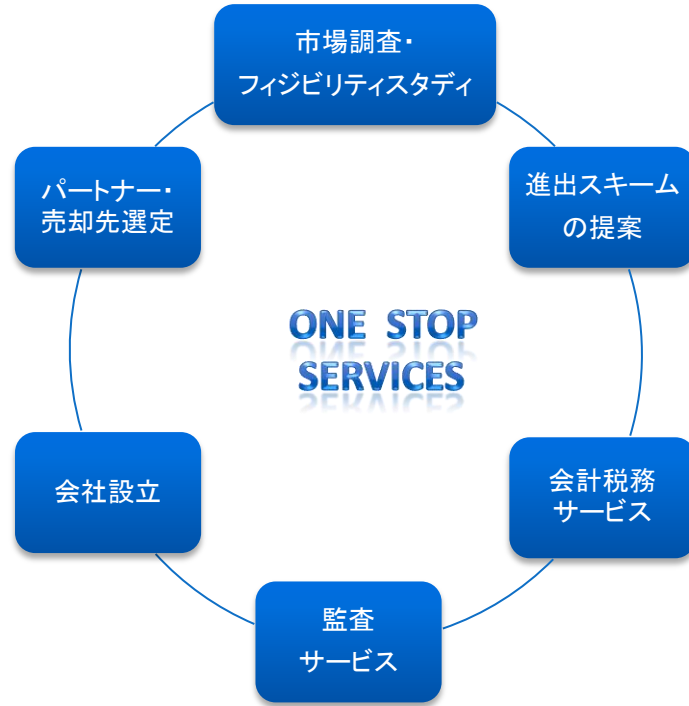 市場調査・
フィジビリティスタディ
進出スキーム
の提案
会計税務
サービス
監査
サービス
会社設立
パートナー・
売却先選定
ONE STOP
SERVICES